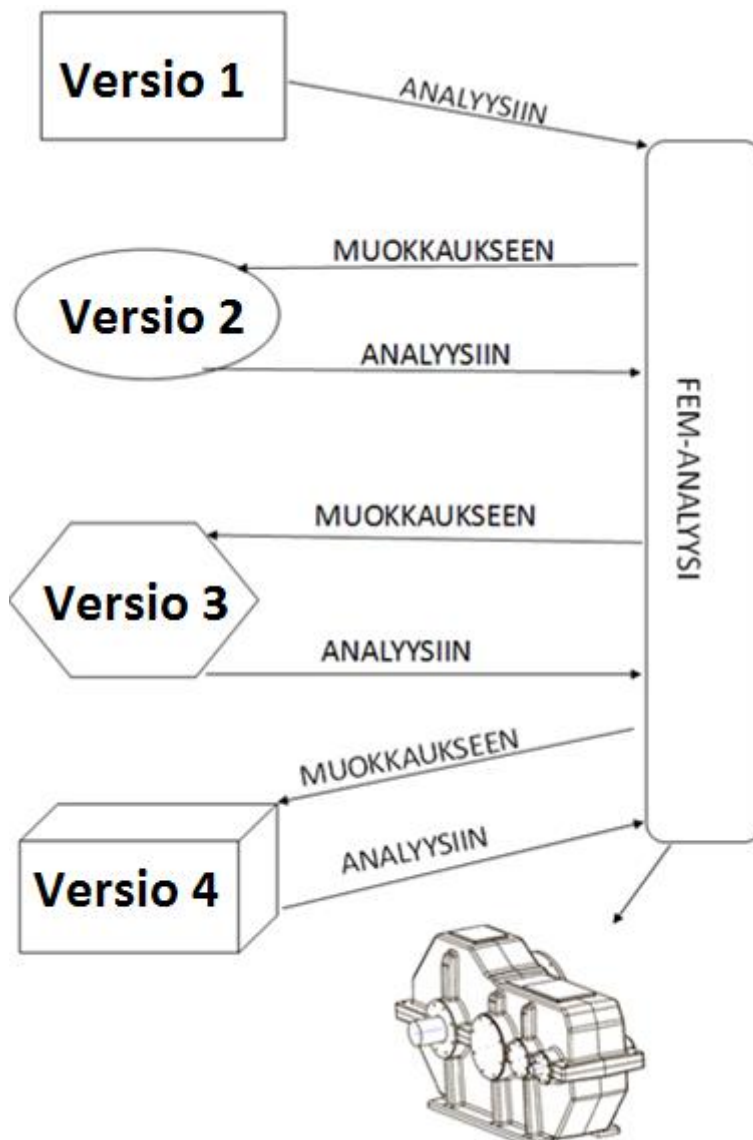 Versio 1
ANALYYSIIN
MUOKKAUKSEEN
Versio 2
ANALYYSIIN
FEM-ANALYYSI
MUOKKAUKSEEN
Versio 3
ANALYYSIIN
MUOKKAUKSEEN
Versio 4
ANALYYSIIN